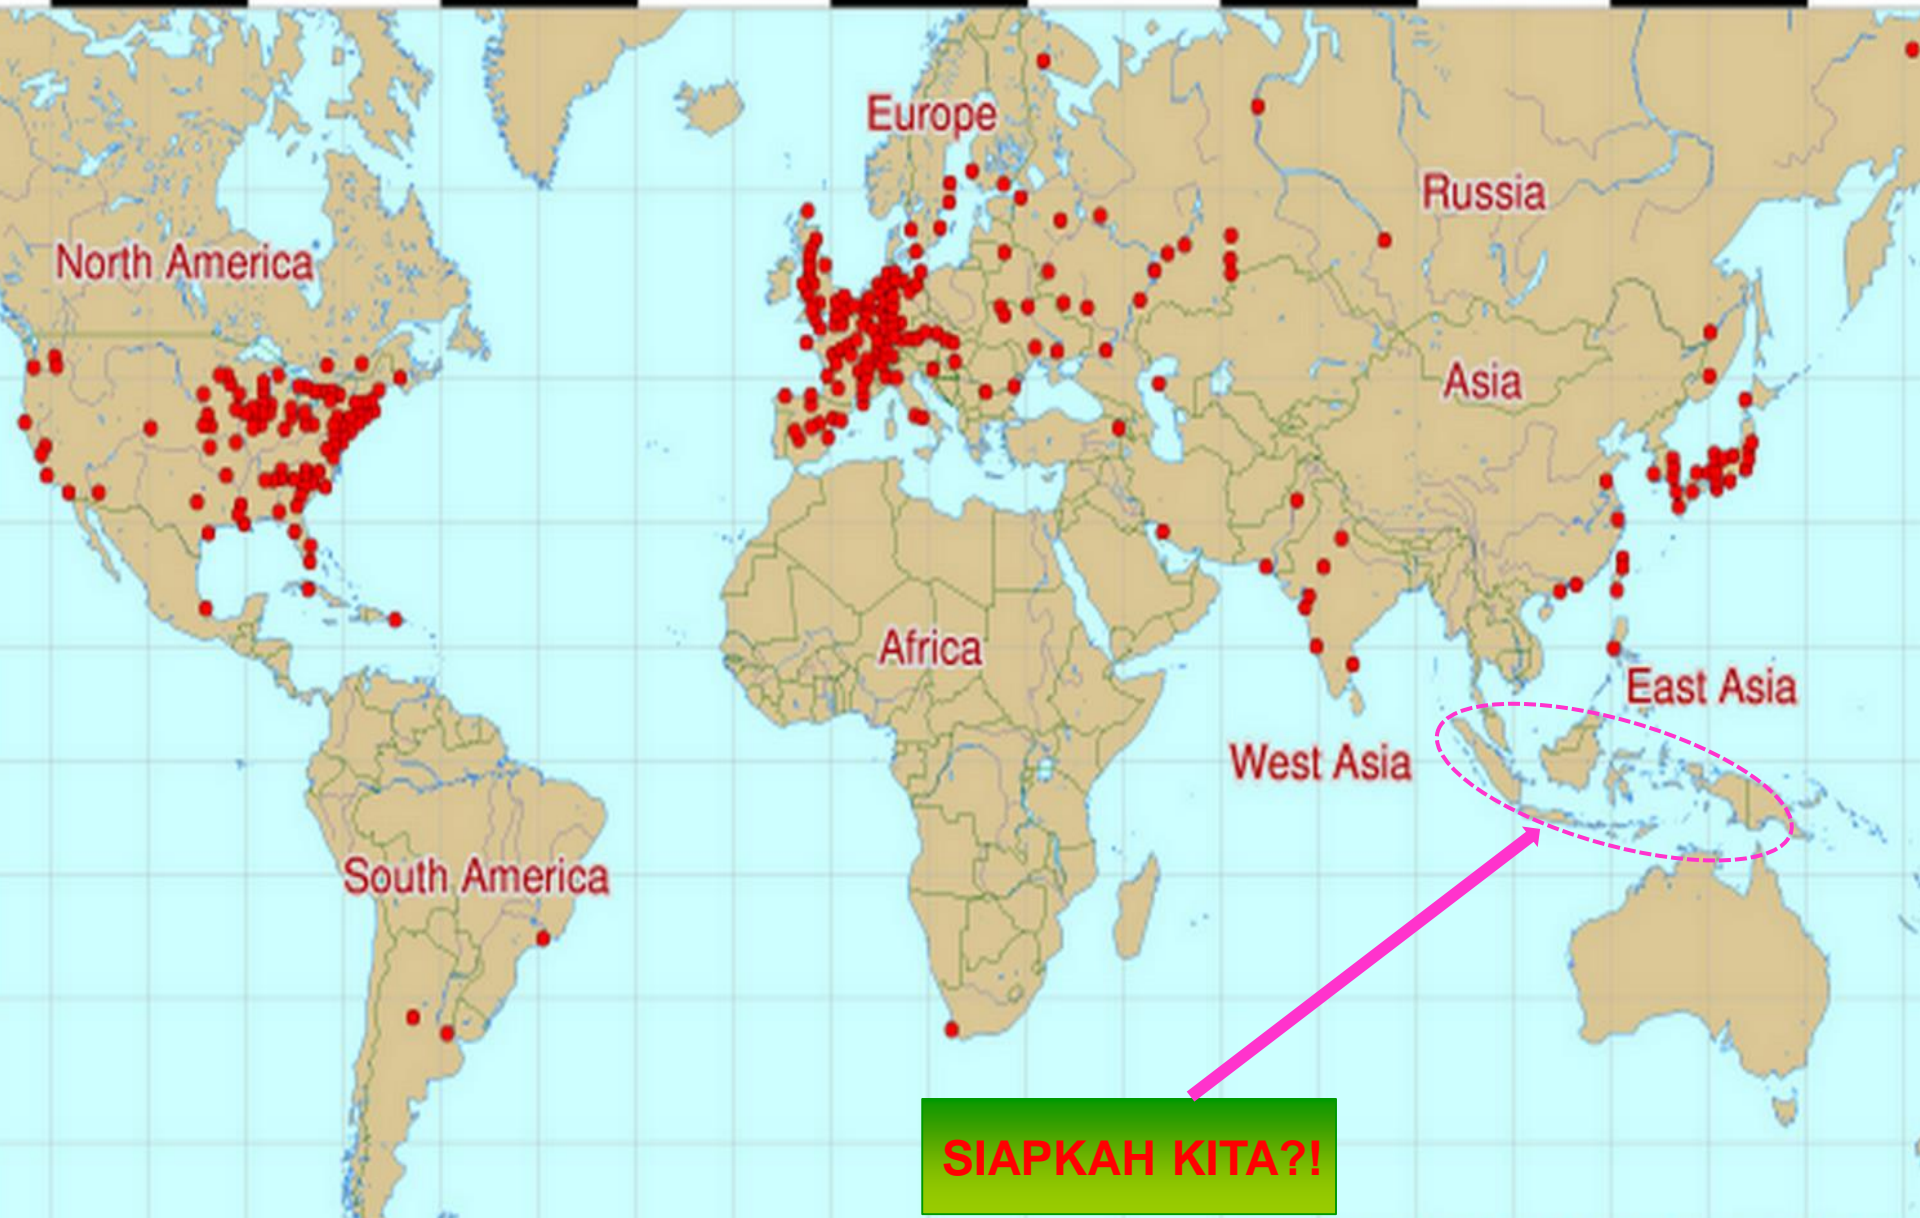 Europe
Russia
North America
Asia
Africa
East Asia
West Asia
South America
SIAPKAH KITA?!